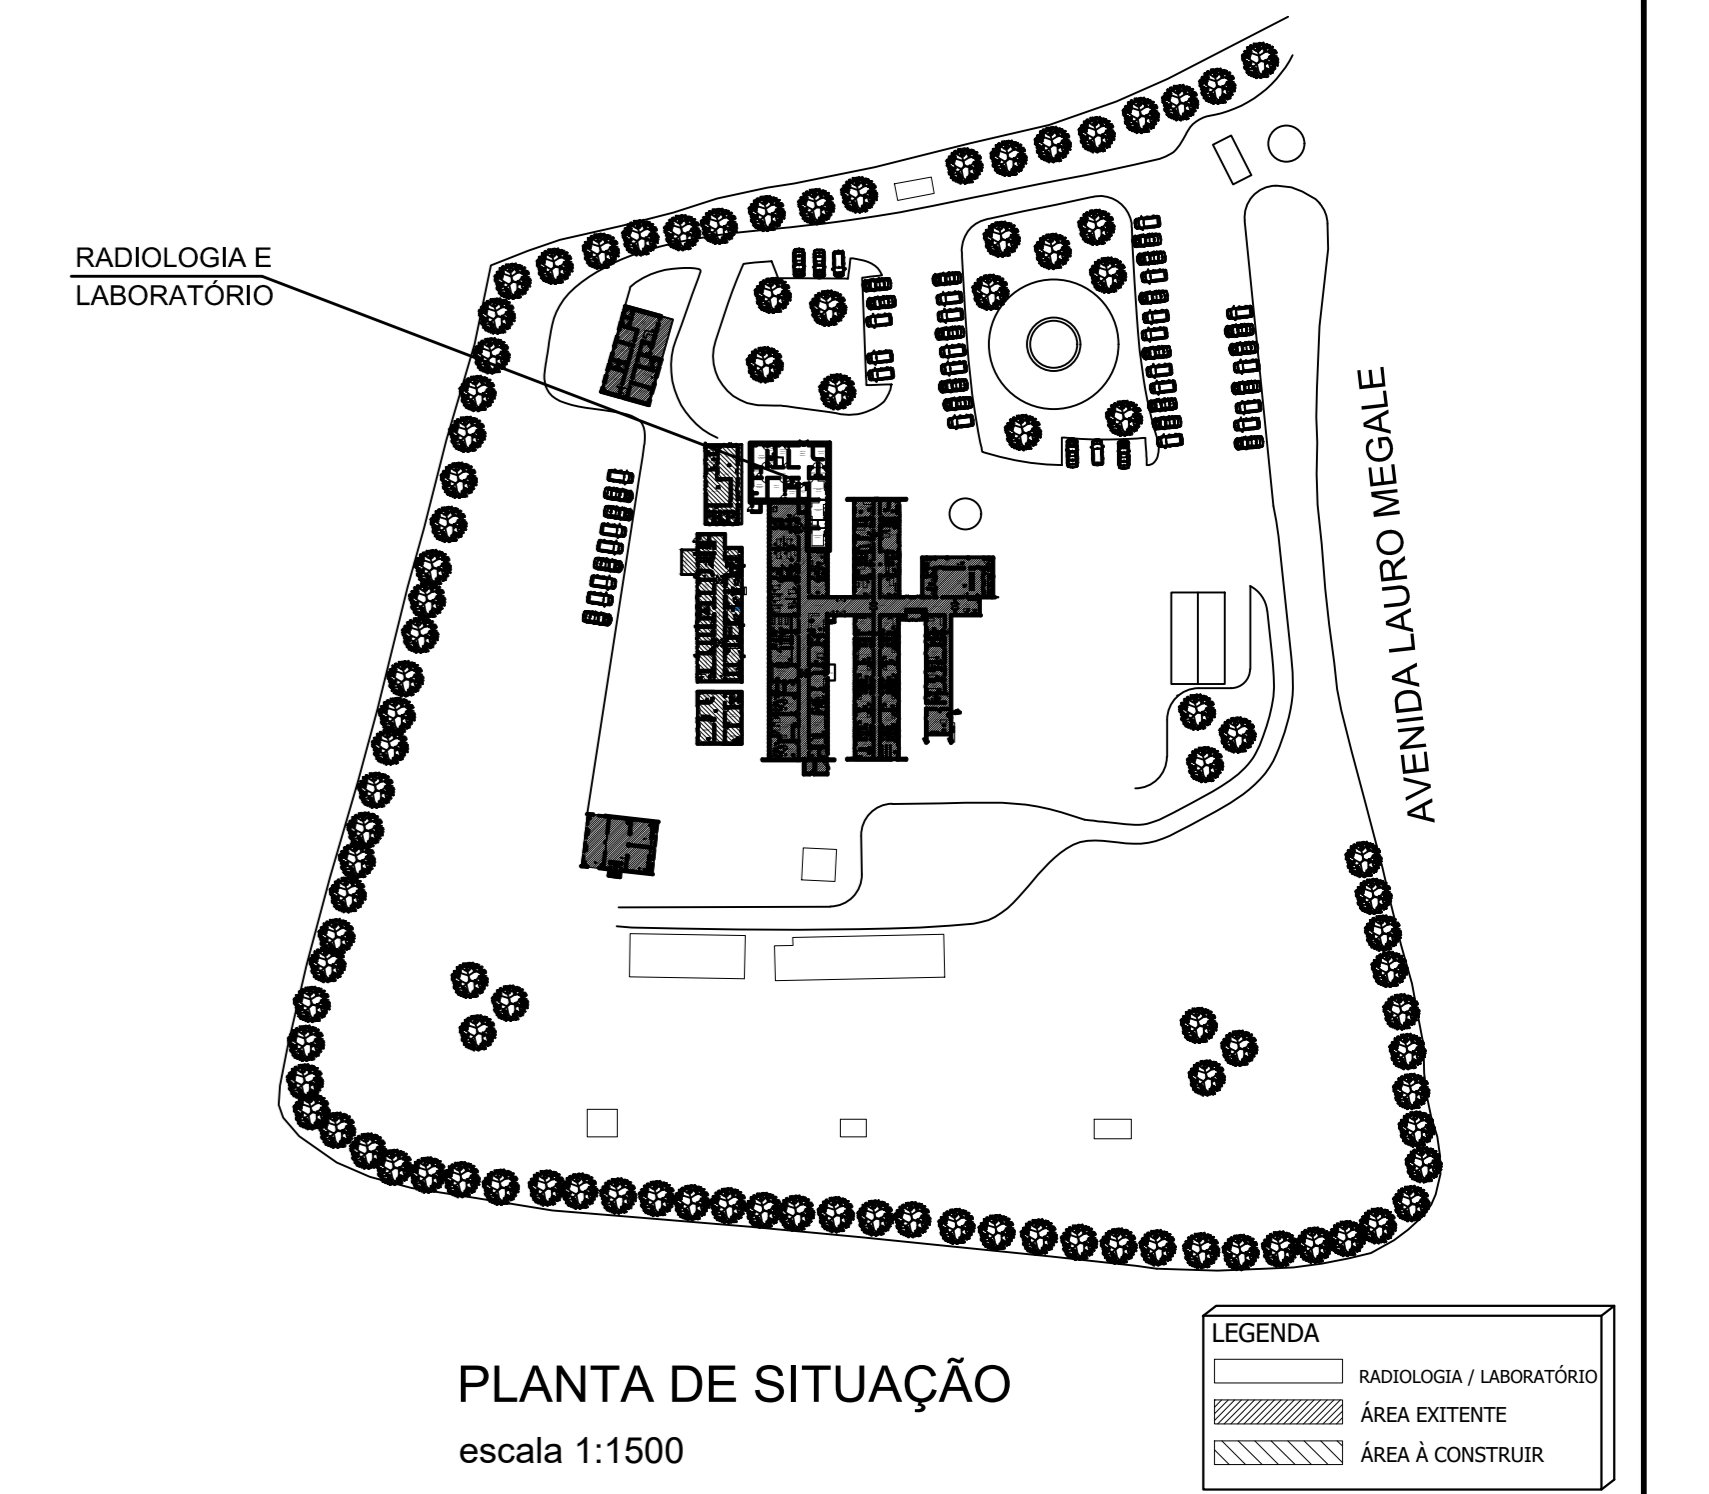 RADIOLOGIA E
LABORATÓRIO
AVENIDA LAURO MEGALE
PLANTA DE SITUAÇÃO
escala 1:1500
LEGENDA
RADIOLOGIA / LABORATÓRIO
ÁREA EXITENTE
ÁREA À CONSTRUIR